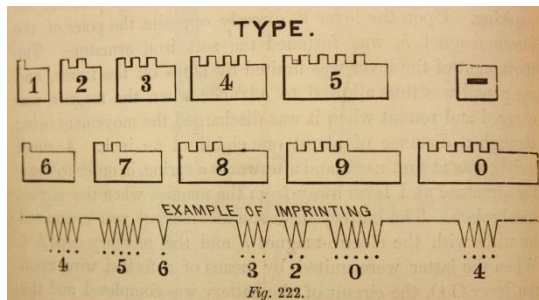 TYPE.
1 2 3 4 5 -
6 7 8 9 0
EXAMPLE OF IMPRINTING
4 5 6 3 2 0 4
Fig. 222.